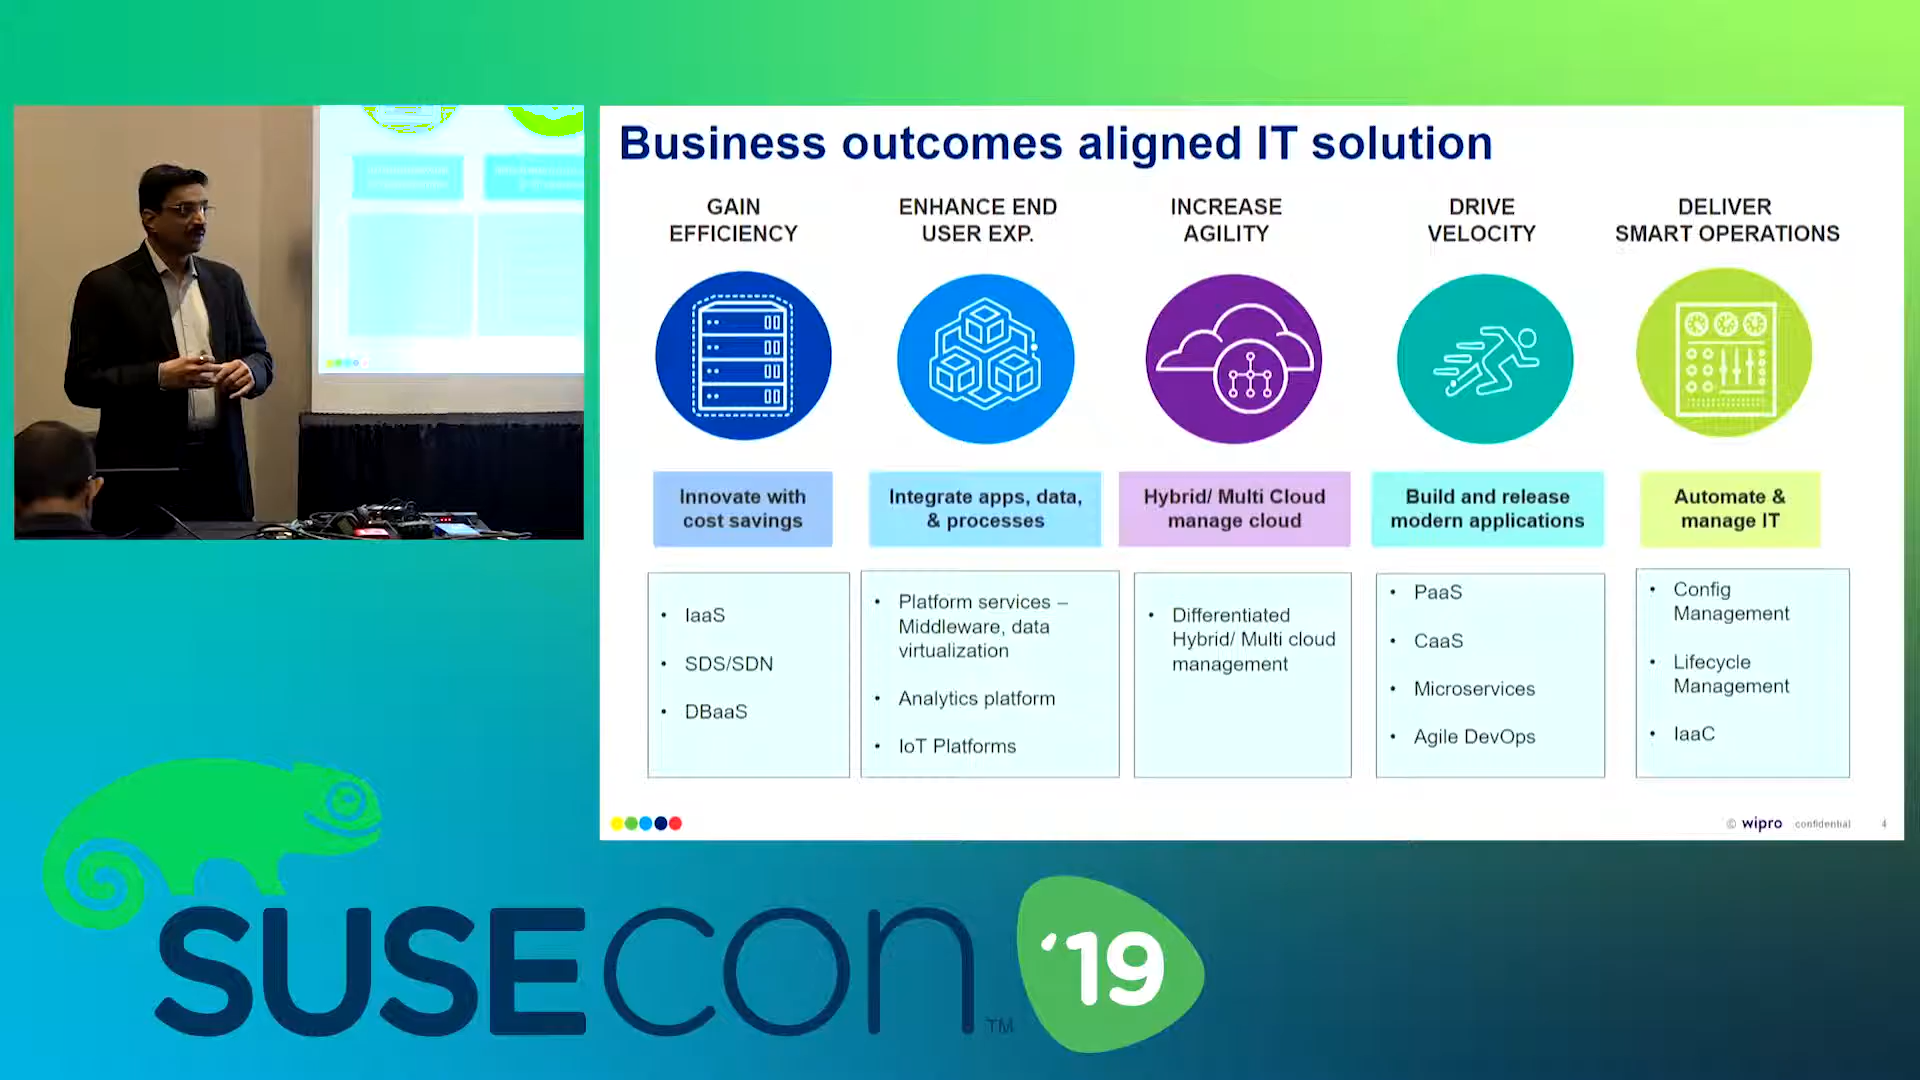 Business outcomes aligned IT solution
GAIN
EFFICIENCY
ENHANCE END
USER EXP.
INCREASE
AGILITY
DRIVE
VELOCITY
DELIVER
SMART OPERATIONS
Innovate with
cost savings
Integrate apps, data,
& processes
Hybrid/ Multi Cloud
manage cloud
Build and release
modern applications
Automate &
manage IT
• IaaS
• SDS/SDN
• DBaaS
• Platform services –
Middleware, data
virtualization
• Analytics platform
• IoT Platforms
• Differentiated
Hybrid/ Multi cloud
management
• PaaS
• CaaS
• Microservices
• Agile DevOps
• Config
Management
• Lifecycle
Management
• IaaC
© wipro confidential 4
SUSECON™ '19